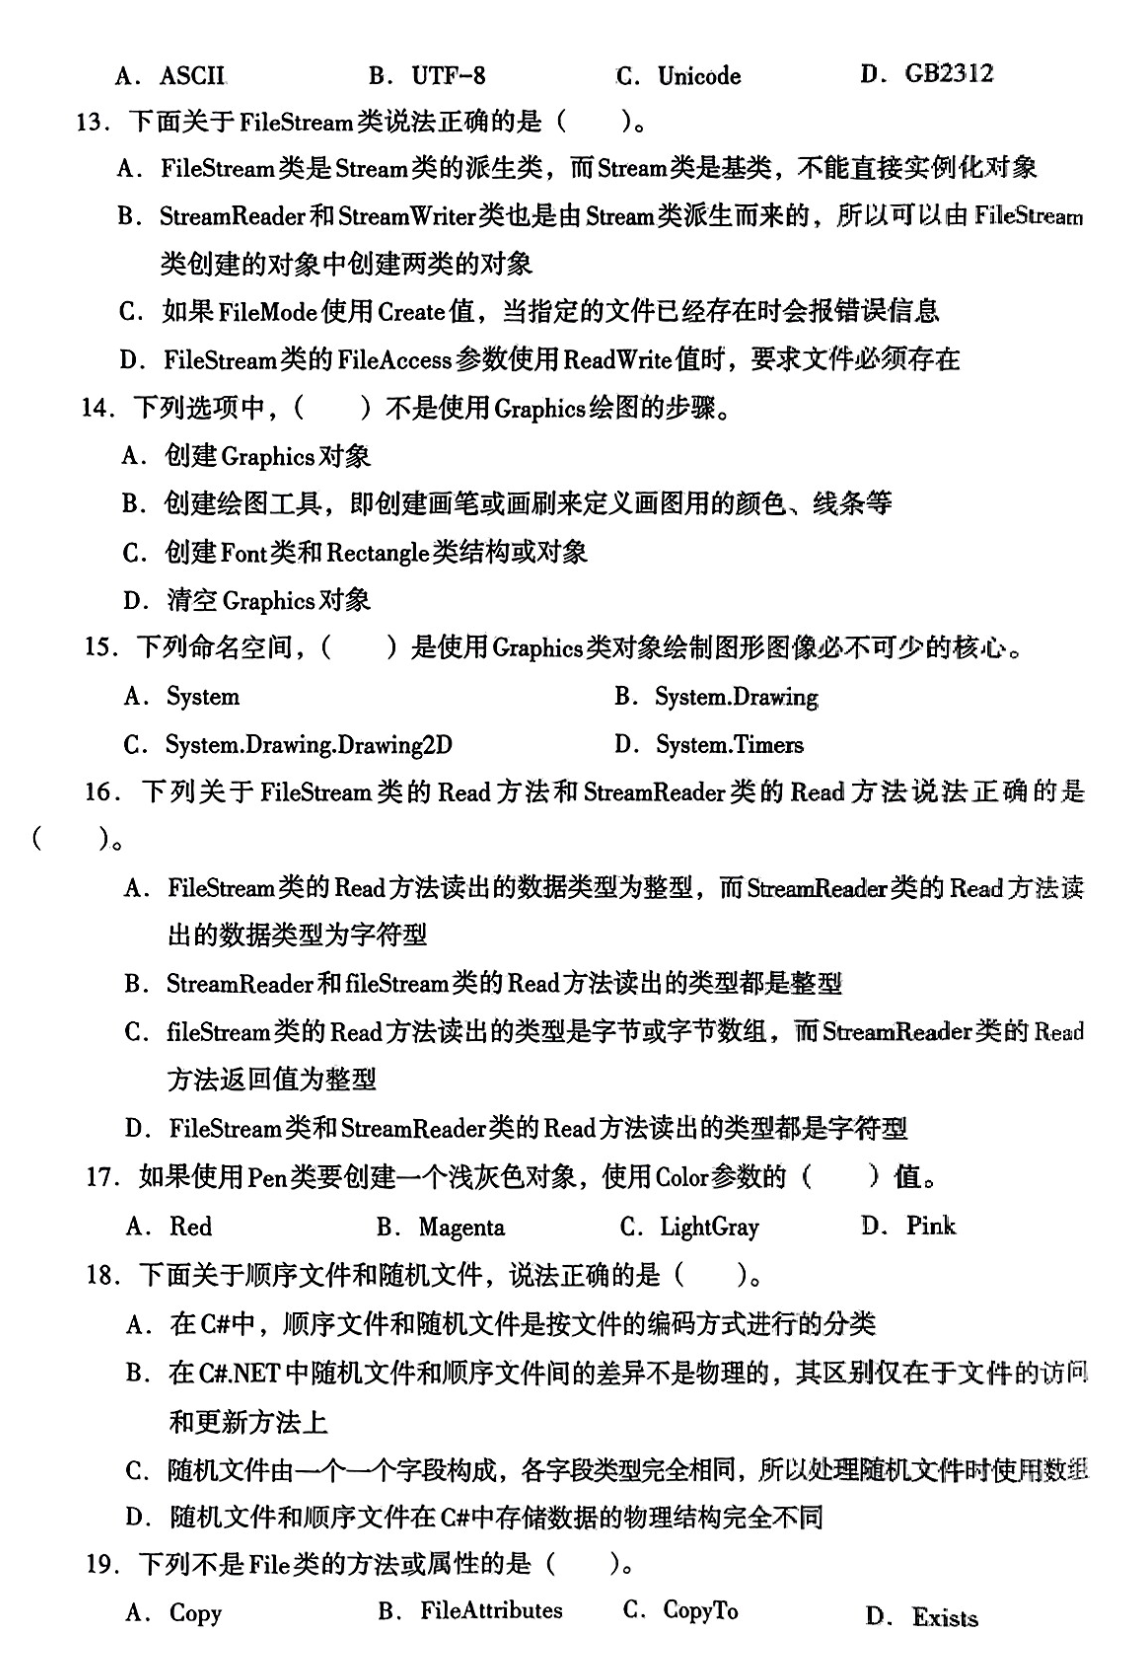 A. ASCII B. UTF-8 C. Unicode D. GB2312
13. 下面关于FileStream类说法正确的是（ ）。
A. FileStream类是Stream类的派生类，而Stream类是基类，不能直接实例化对象
B. StreamReader和StreamWriter类也是由Stream类派生而来的，所以可以由FileStream
类创建的对象中创建两类的对象
C. 如果FileMode使用Create值，当指定的文件已经存在时会报错误信息
D. FileStream类的FileAccess参数使用ReadWrite值时，要求文件必须存在
14. 下列选项中，（ ）不是使用Graphics绘图的步骤。
A. 创建Graphics对象
B. 创建绘图工具，即创建画笔或画刷来定义画图用的颜色、线条等
C. 创建Font类和Rectangle类结构或对象
D. 清空Graphics对象
15. 下列命名空间，（ ）是使用Graphics类对象绘制图形图像必不可少的核心。
A. System B. System.Drawing
C. System.Drawing.Drawing2D D. System.Timers
16. 下列关于FileStream类的Read方法和StreamReader类的Read方法说法正确的是
（ ）。
A. FileStream类的Read方法读出的数据类型为整型，而StreamReader类的Read方法读
出的数据类型为字符型
B. StreamReader和fileStream类的Read方法读出的类型都是整型
C. fileStream类的Read方法读出的类型是字节或字节数组，而StreamReader类的Read
方法返回值为整型
D. FileStream类和StreamReader类的Read方法读出的类型都是字符型
17. 如果使用Pen类要创建一个浅灰色对象，使用Color参数的（ ）值。
A. Red B. Magenta C. LightGray D. Pink
18. 下面关于顺序文件和随机文件，说法正确的是（ ）。
A. 在C#中，顺序文件和随机文件是按文件的编码方式进行的分类
B. 在C#.NET中随机文件和顺序文件间的差异不是物理的，其区别仅在于文件的访问
和更新方法上
C. 随机文件由一个一个字段构成，各字段类型完全相同，所以处理随机文件时使用数组
D. 随机文件和顺序文件在C#中存储数据的物理结构完全不同
19. 下列不是File类的方法或属性的是（ ）。
A. Copy B. FileAttributes C. CopyTo D. Exists